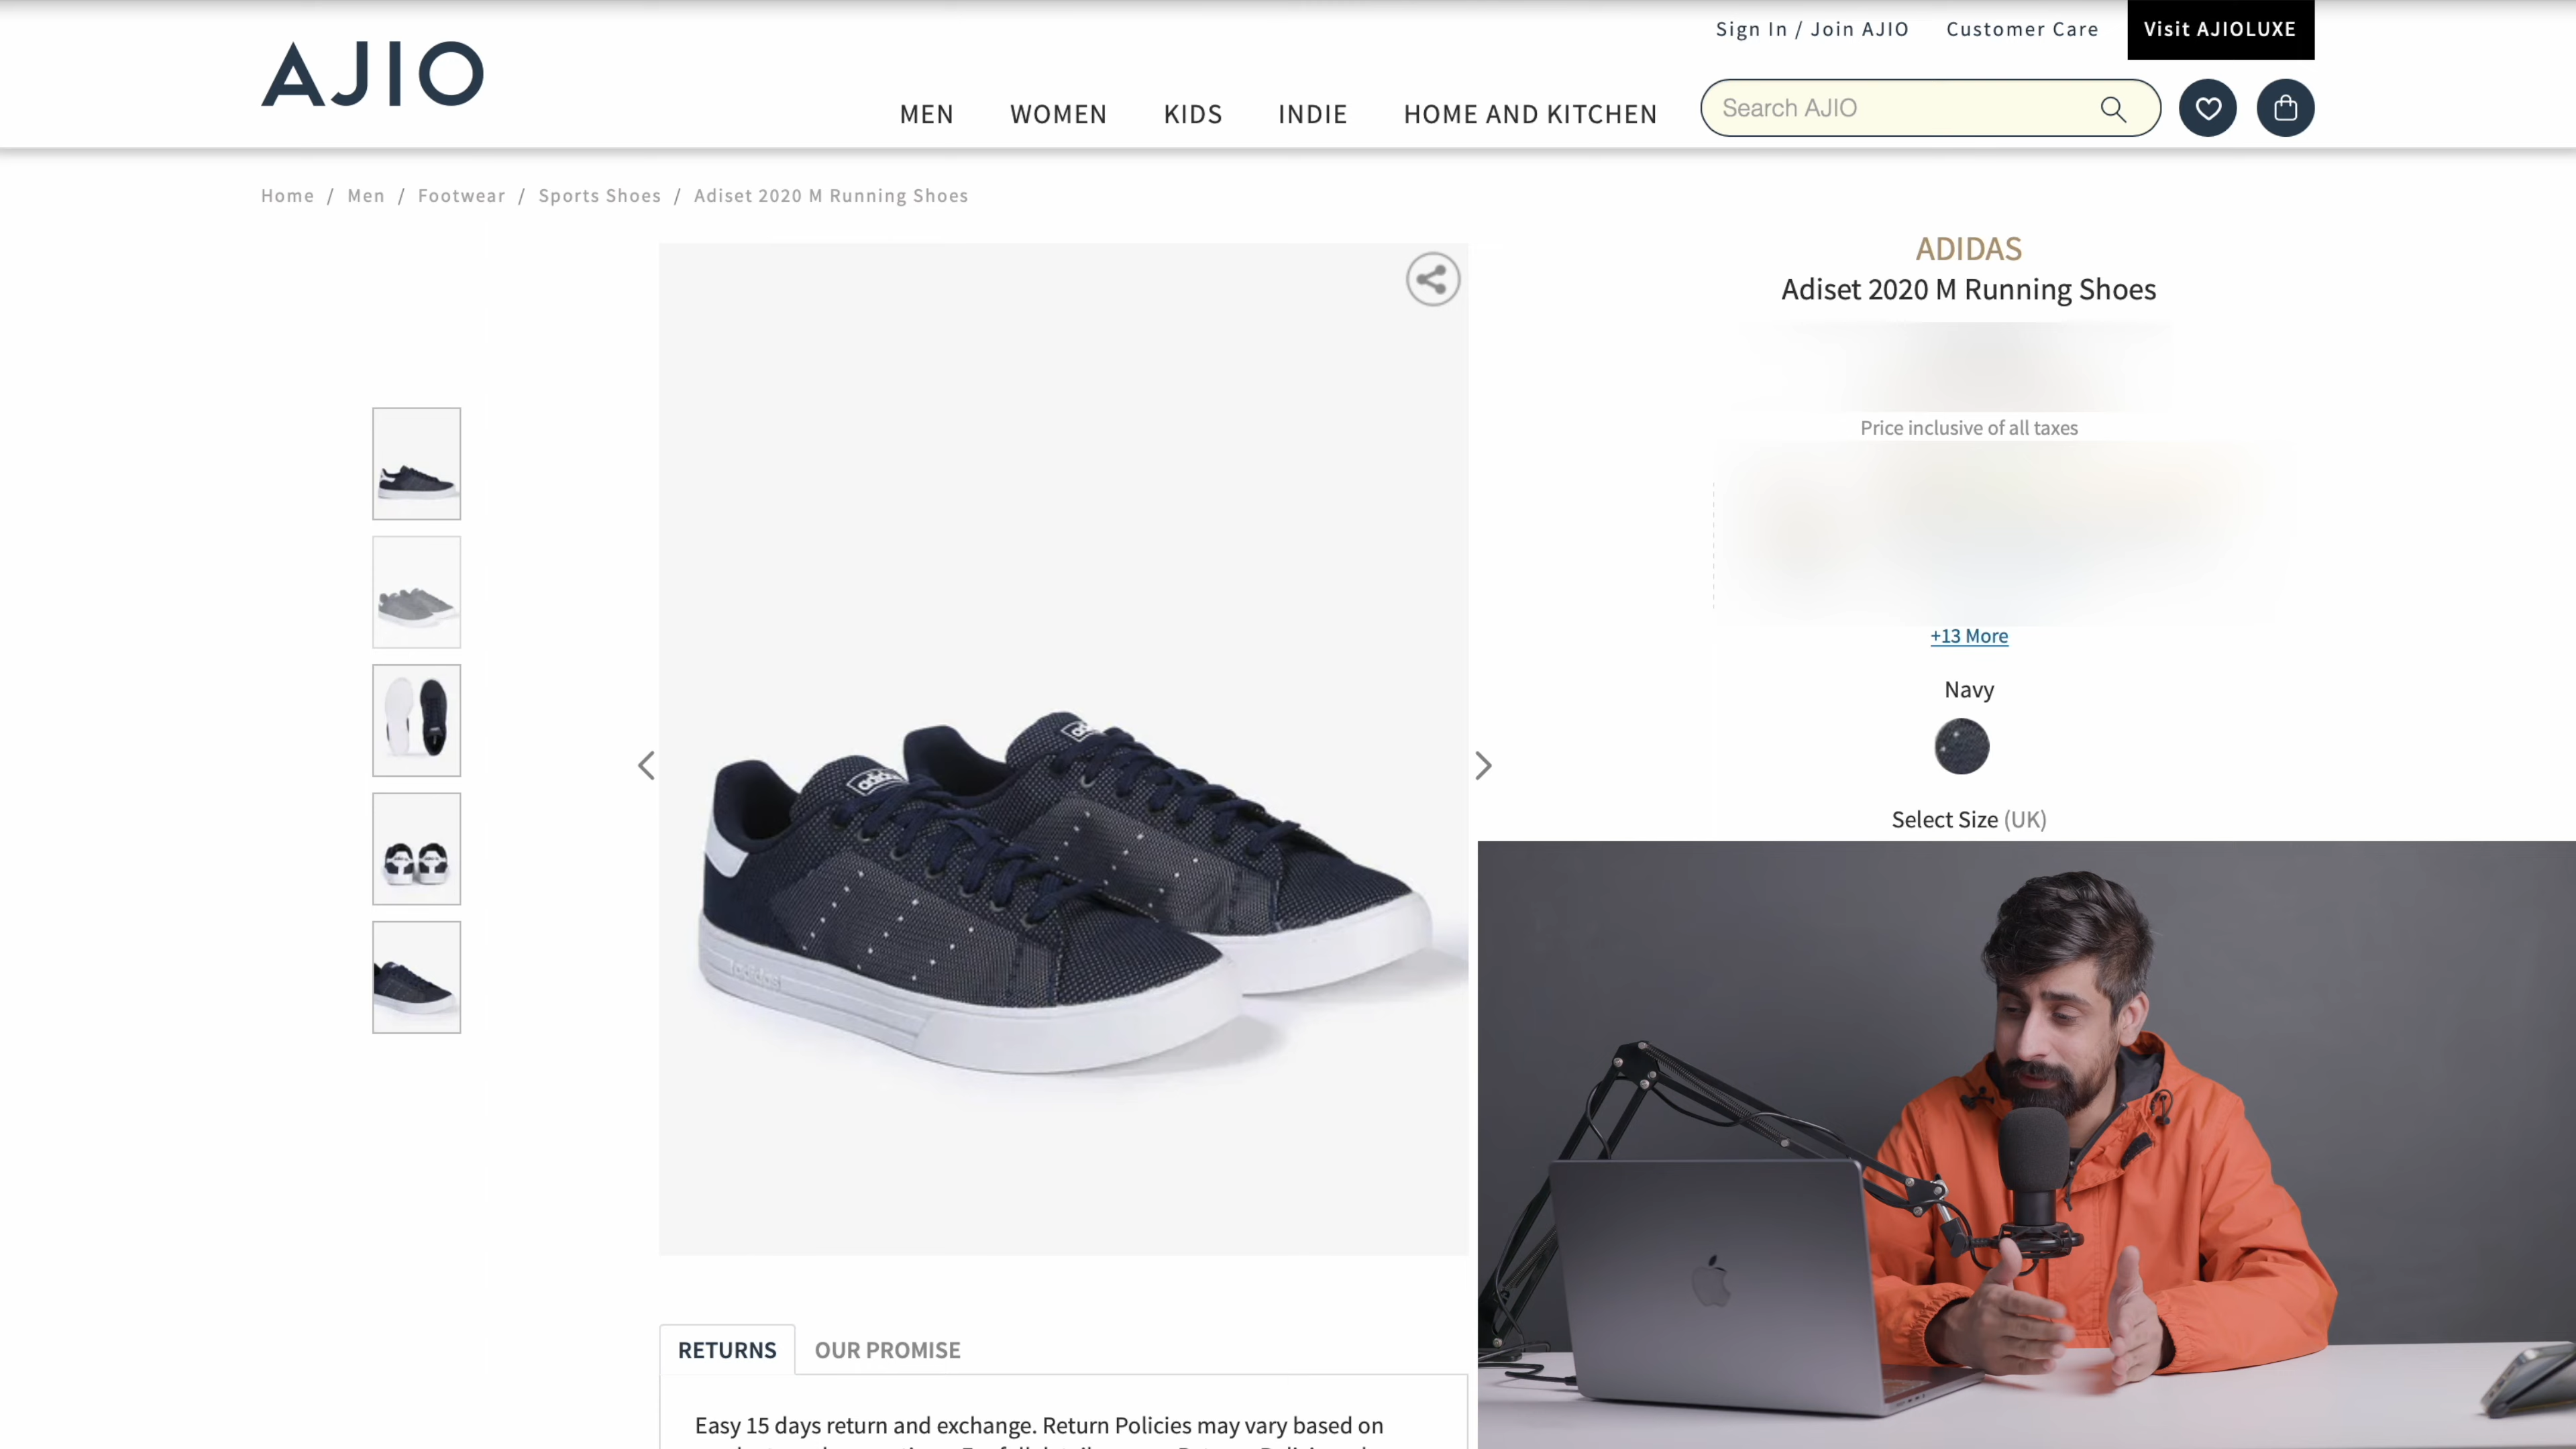 Sign In / Join AJIO
Customer Care
Visit AJIOLUXE
AJIO
MEN
WOMEN
KIDS
INDIE
HOME AND KITCHEN
Search AJIO
Home / Men / Footwear / Sports Shoes / Adiset 2020 M Running Shoes
ADIDAS
Adiset 2020 M Running Shoes
Price inclusive of all taxes
+13 More
Navy
Select Size (UK)
adidas
adidas
RETURNS
OUR PROMISE
Easy 15 days return and exchange. Return Policies may vary based on